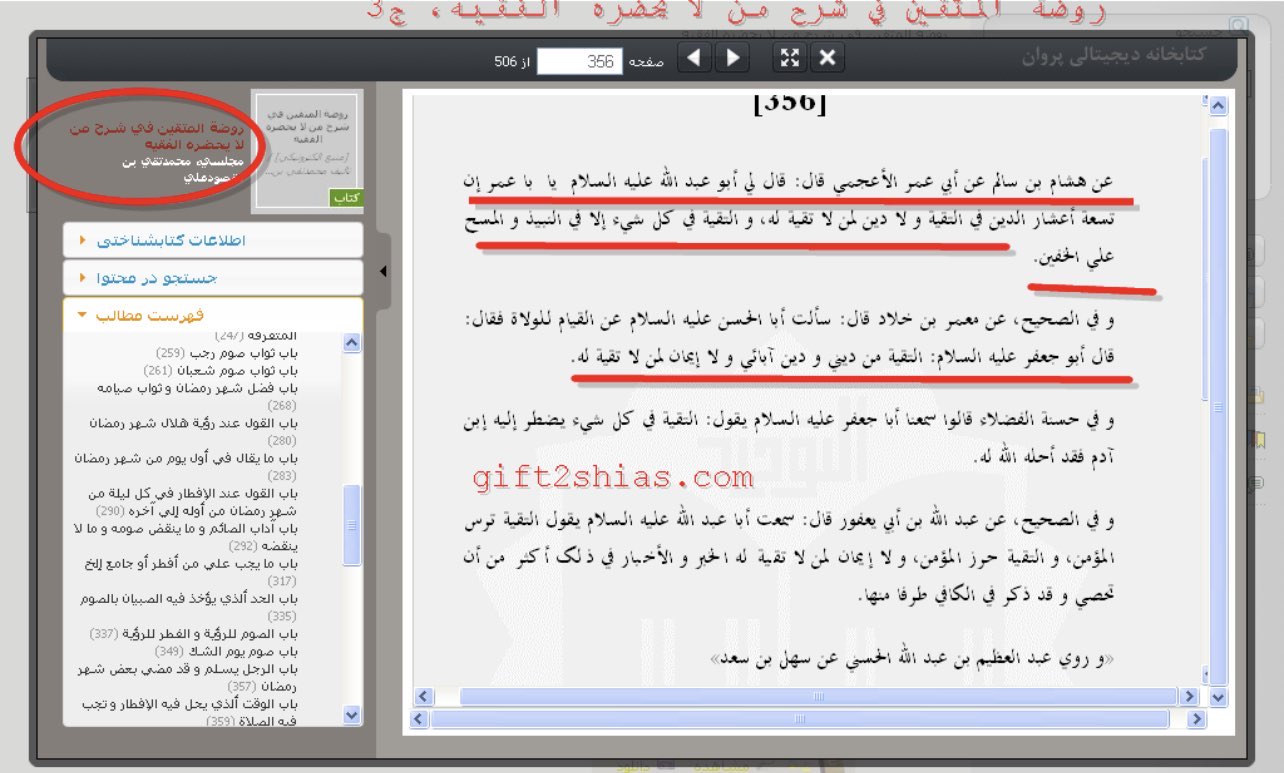 روضة المتقين في شرح من لا يحضره الفقيه، ج3
کتابخانه دیجیتالی پروان
صفحه 356 از 506
روضة المتقين في شرح من
لا يحضره الفقيه
مجلسي، محمدتقي بن
مقصودعلي
روضة المتقين في
شرح من لا يحضره
الفقيه
کتاب
اطلاعات کتابشناختی
جستجو در محتوا
فهرست مطالب
المتفرقة (247)
باب ثواب صوم رجب (259)
باب ثواب صوم شعبان (261)
باب فضل شهر رمضان و ثواب صيامه
(268)
باب القول عند رؤية هلال شهر رمضان
(280)
باب ما يقال في أول يوم من شهر رمضان
(283)
باب القول عند الإفطار في كل ليلة من
شهر رمضان من أوله إلي آخره (290)
باب آداب الصائم و ما ينقض صومه و ما لا
ينقضه (292)
باب ما يجب علي من أفطر أو جامع إلخ
(317)
باب الحد ألذي يؤخذ فيه الصبيان بالصوم
(335)
باب الصوم للرؤية و الفطر للرؤية (337)
باب صوم يوم الشك (349)
باب الرجل يسلم و قد مضي بعض شهر
رمضان (357)
باب الوقت ألذي يحل فيه الإفطار و تجب
فيه الصلاة (359)
[356]
عن هشام بن سالم عن أبي عمر الأعجمي قال: قال لي أبو عبد الله عليه السلام يا با عمر إن
تسعة أعشار الدين في التقية و لا دين لمن لا تقية له، و التقية في كل شيء إلا في النبيذ و المسح
علي الخفين.
و في الصحيح، عن معمر بن خلاد قال: سألت أبا الحسن عليه السلام عن القيام للولاة فقال:
قال أبو جعفر عليه السلام: التقية من ديني و دين آبائي و لا إيمان لمن لا تقية له.
و في حسنة الفضلاء قالوا سمعنا أبا جعفر عليه السلام يقول: التقية في كل شيء يضطر إليه إبن
آدم فقد أحله الله له.
gift2shias.com
و في الصحيح، عن عبد الله بن أبي يعفور قال: سمعت أبا عبد الله عليه السلام يقول التقية ترس
المؤمن، و التقية حرز المؤمن، و لا إيمان لمن لا تقية له الخبر و الأخبار في ذلك أكثر من أن
تحصي و قد ذكر في الكافي طرفا منها.
«و روي عبد العظيم بن عبد الله الحسني عن سهل بن سعد»
مشاهده
دانلود